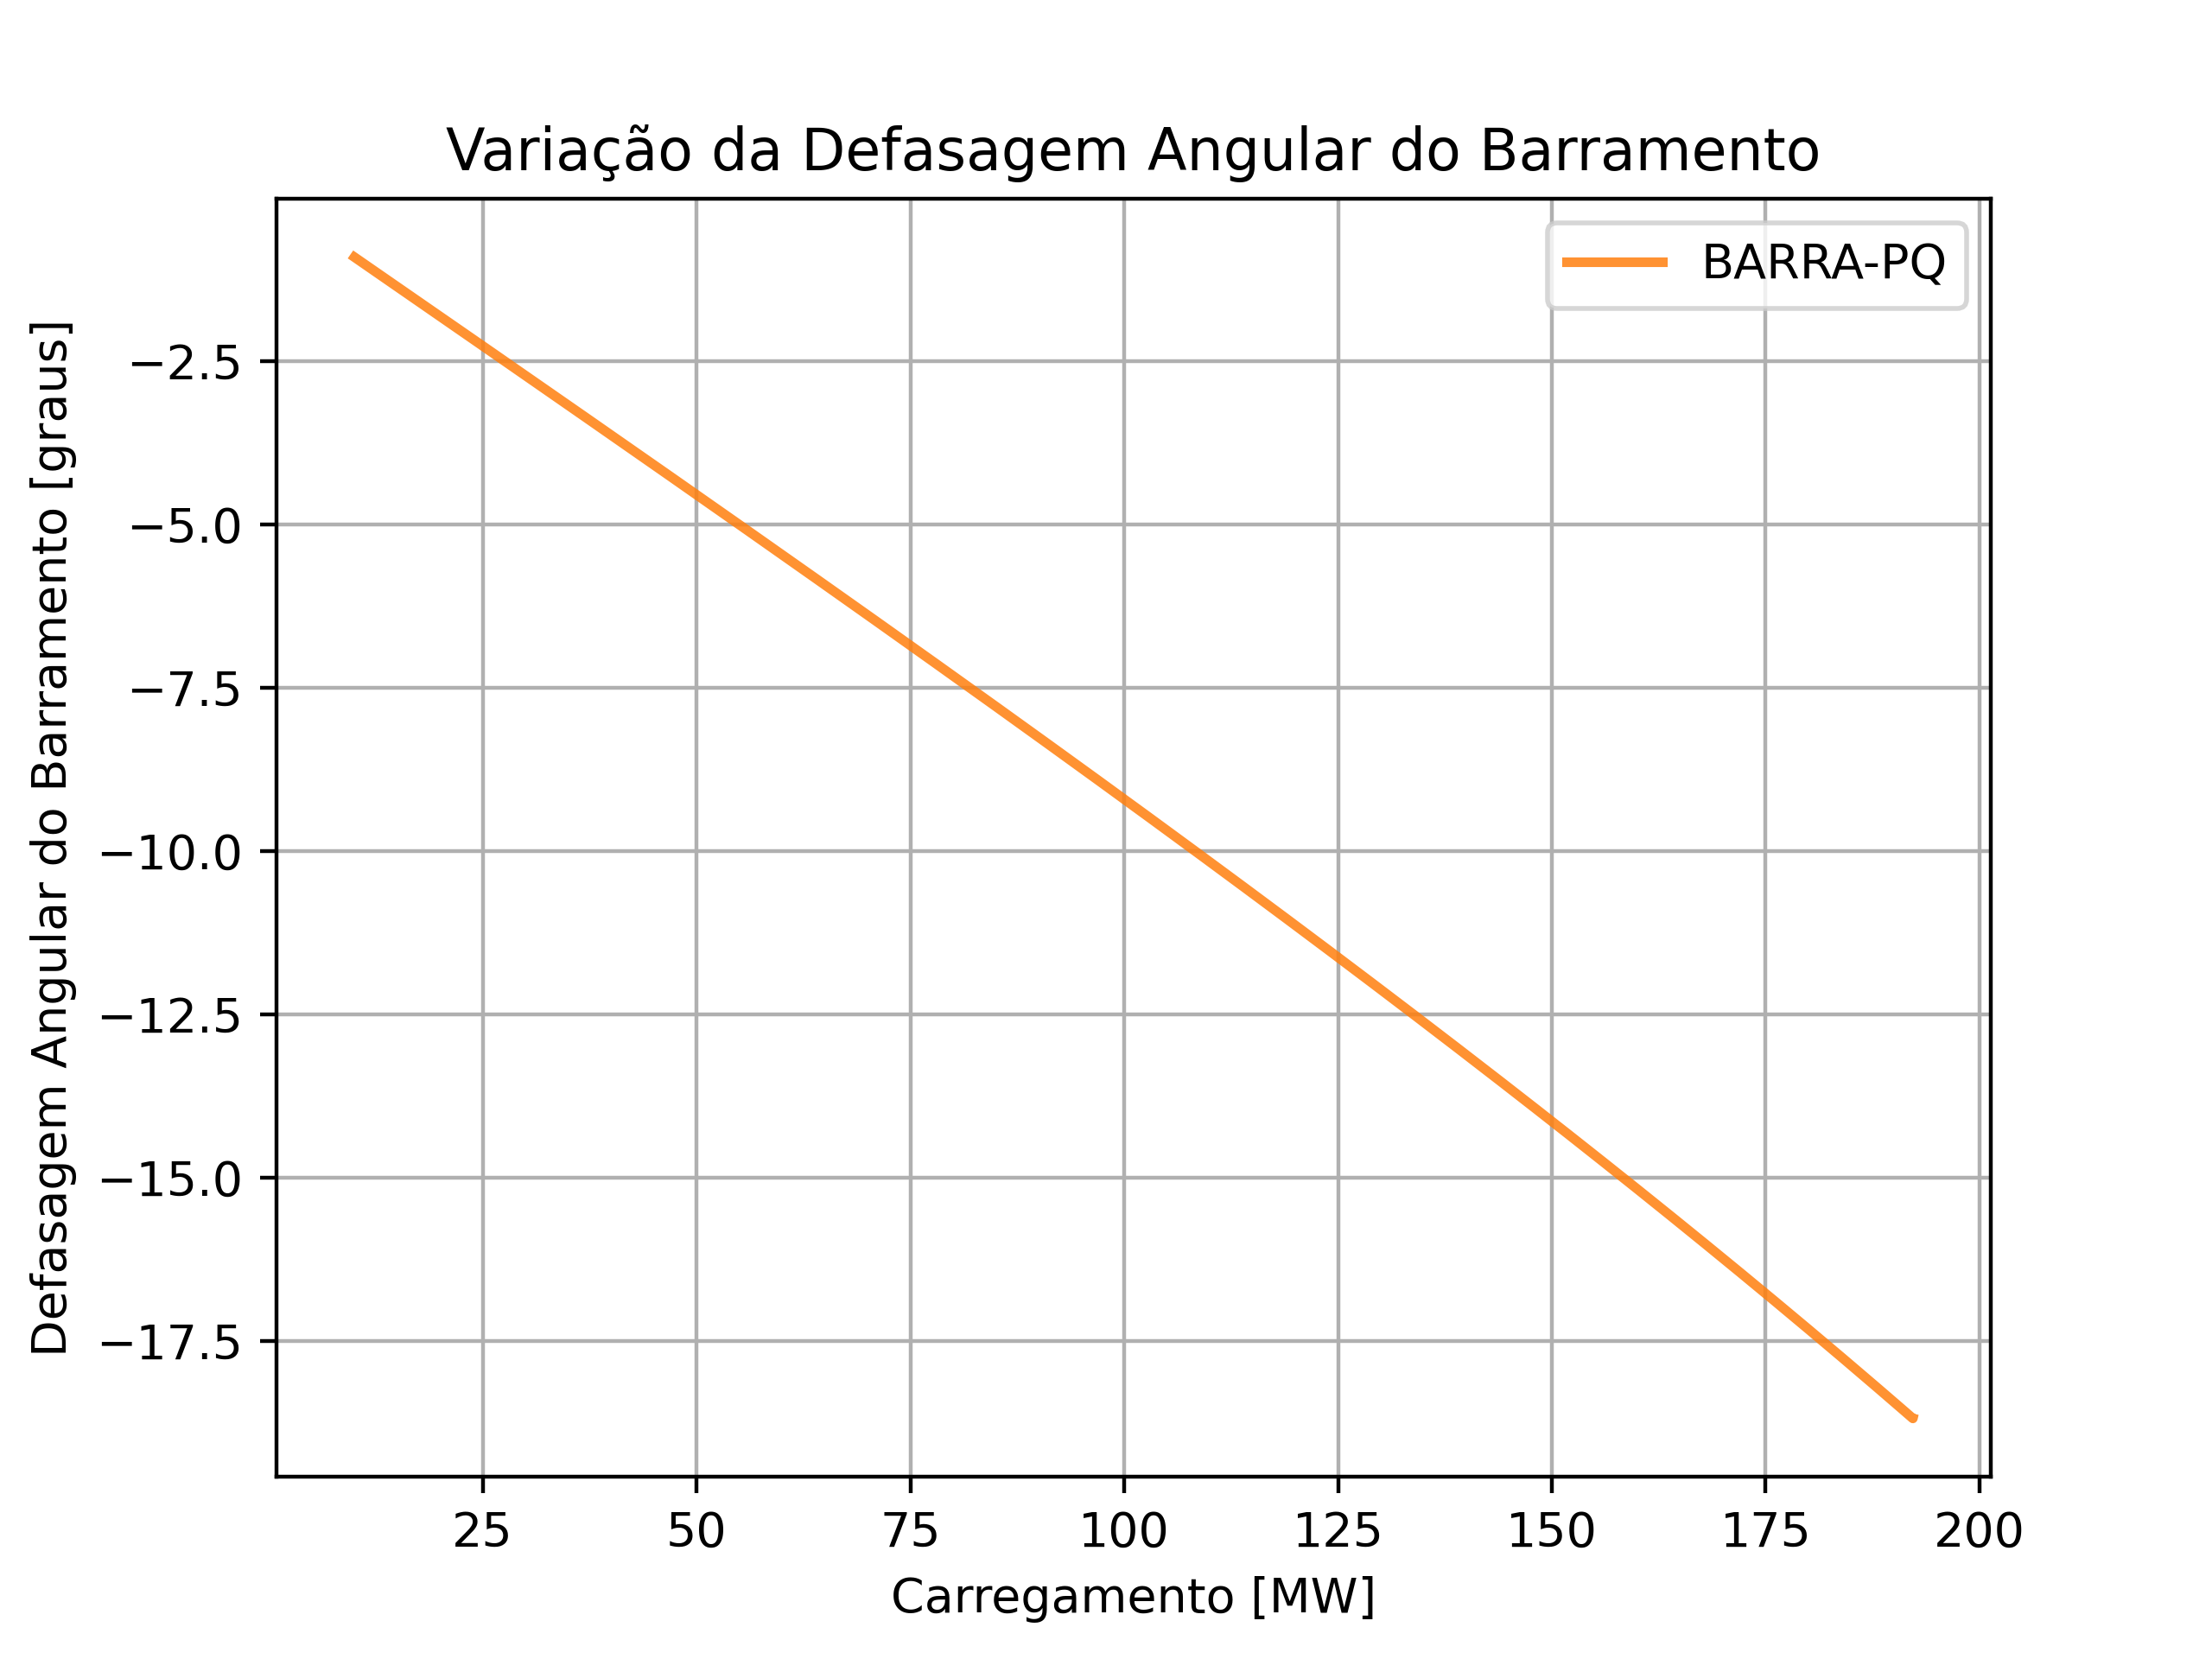 Variação da Defasagem Angular do Barramento
BARRA-PQ
Defasagem Angular do Barramento [graus]
−2.5
−5.0
−7.5
−10.0
−12.5
−15.0
−17.5
25 50 75 100 125 150 175 200
Carregamento [MW]